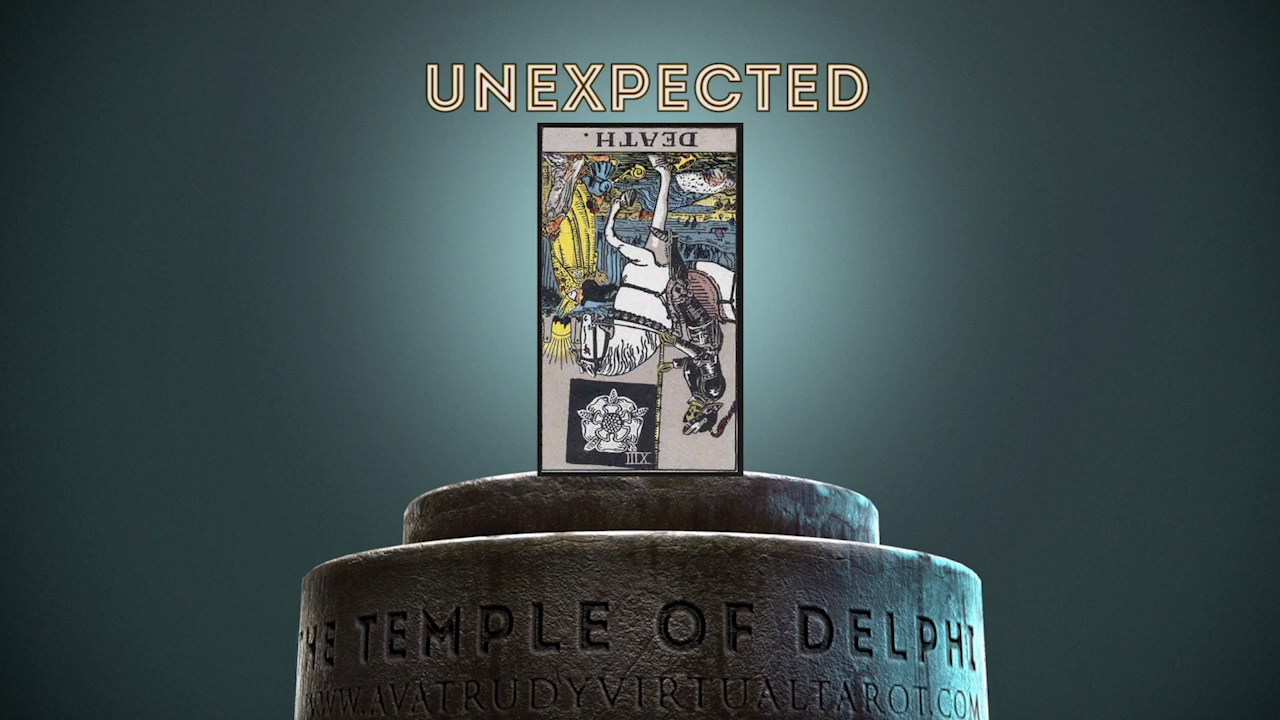 UNEXPECTED
DEATH.
XIII
THE TEMPLE OF DELPHI
WWW.AVATRUDYVIRTUALTAROT.COM